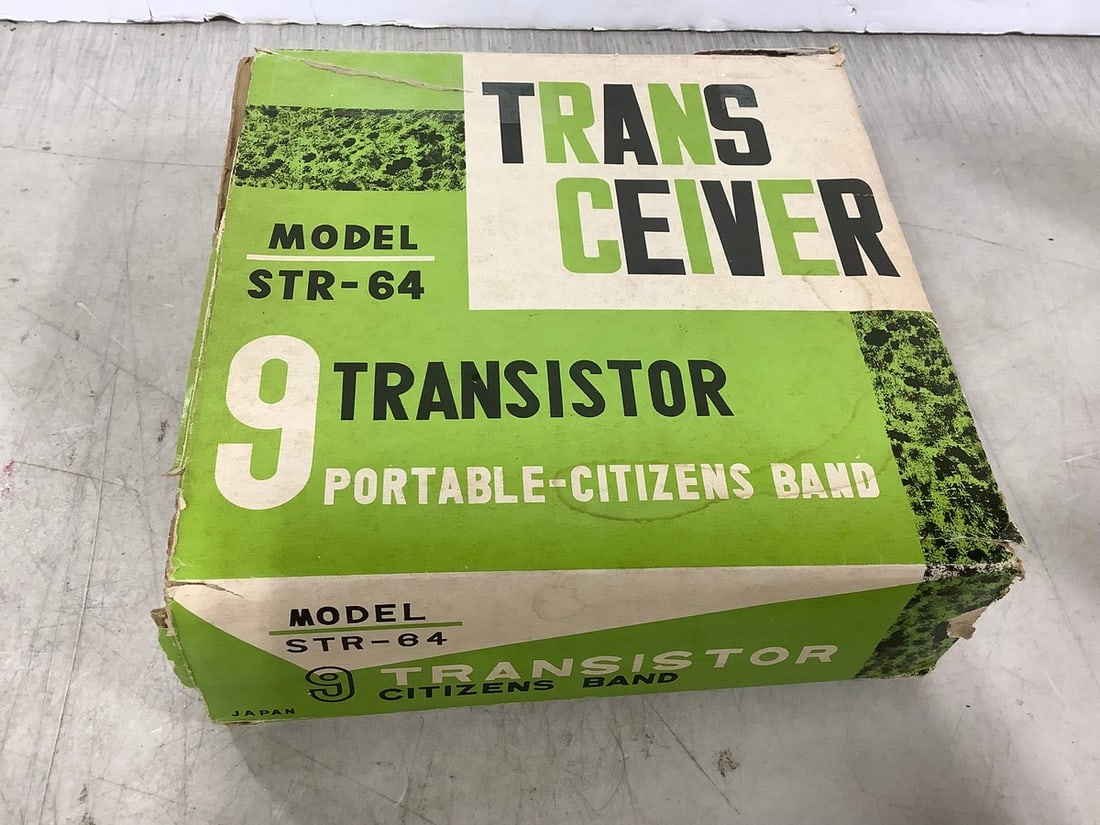 TRANS
CEIVER
MODEL
STR-64
9 TRANSISTOR
PORTABLE-CITIZENS BAND
MODEL
STR-64
9 TRANSISTOR
CITIZENS BAND
JAPAN